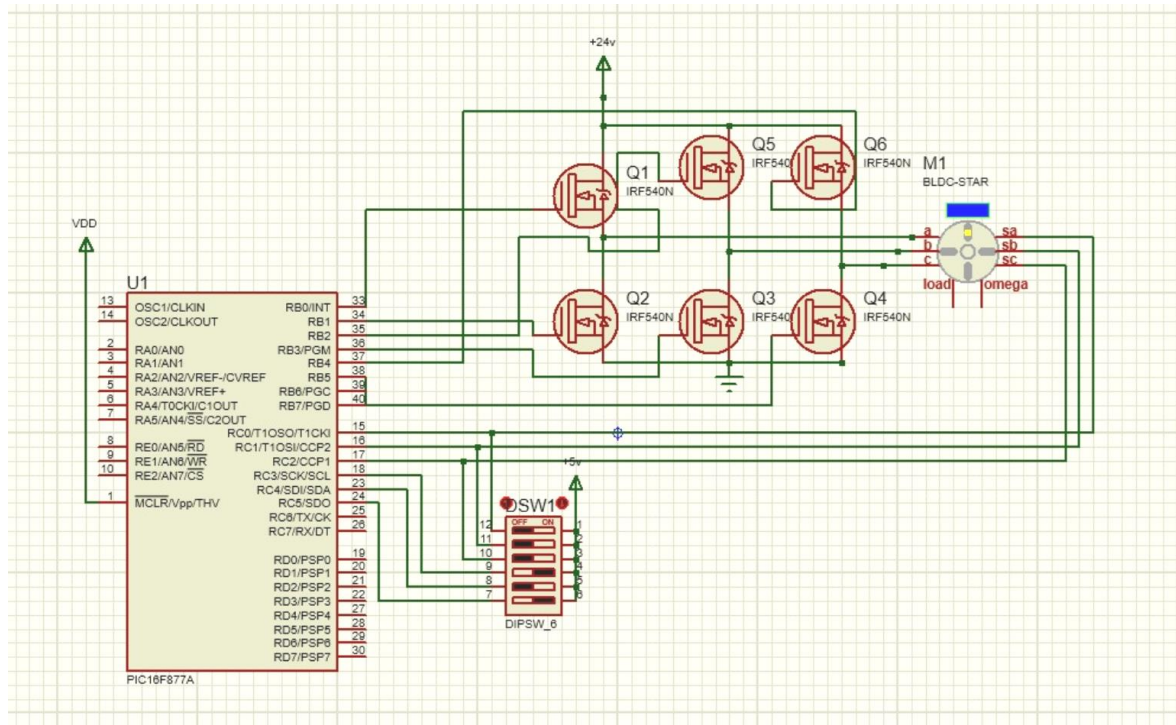 +24v
Q5
IRF540
Q6
IRF540N
Q1
IRF540N
M1
BLDC-STAR
VDD
a
b
c
sa
sb
sc
load
omega
U1
Q2
IRF540N
Q3
IRF540
Q4
IRF540N
13 OSC1/CLKIN RB0/INT 33
14 OSC2/CLKOUT RB1 34
RB2 35
2 RA0/AN0 RB3/PGM 36
3 RA1/AN1 RB4 37
4 RA2/AN2/VREF-/CVREF RB5 38
5 RA3/AN3/VREF+ RB6/PGC 39
6 RA4/T0CKI/C1OUT RB7/PGD 40
7 RA5/AN4/SS/C2OUT
RC0/T1OSO/T1CKI 15
8 RE0/AN5/RD RC1/T1OSI/CCP2 16
9 RE1/AN6/WR RC2/CCP1 17
10 RE2/AN7/CS RC3/SCK/SCL 18
RC4/SDI/SDA 23
1 MCLR/Vpp/THV RC5/SDO 24
RC6/TX/CK 25
RC7/RX/DT 26
RD0/PSP0 19
RD1/PSP1 20
RD2/PSP2 21
RD3/PSP3 22
RD4/PSP4 27
RD5/PSP5 28
RD6/PSP6 29
RD7/PSP7 30
PIC16F877A
+5v
DSW1
OFF ON
12 1
11 2
10 3
9 4
8 5
7 6
DIPSW_6